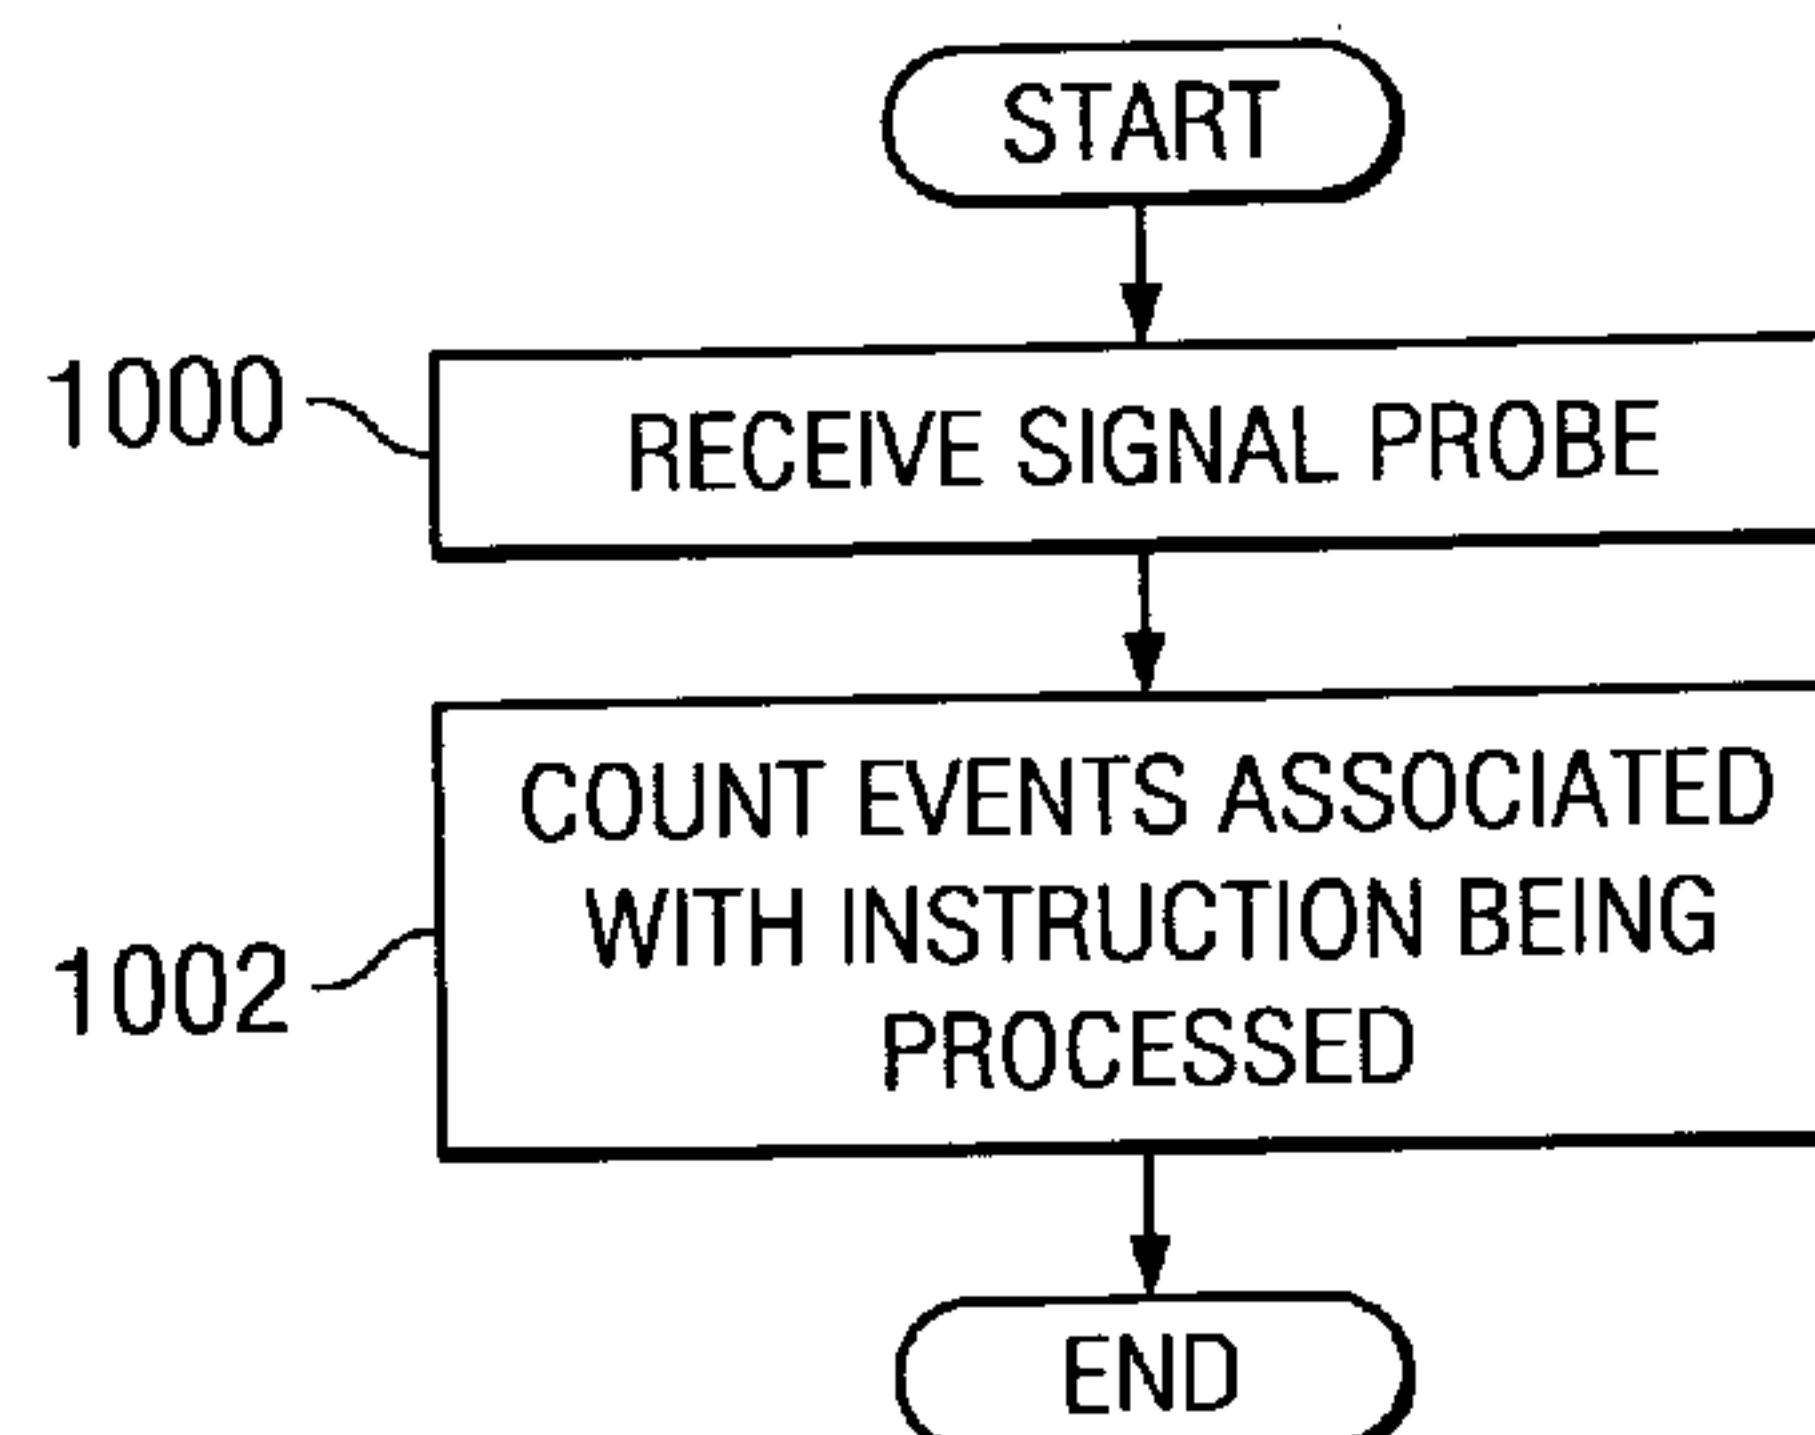 START
1000
RECEIVE SIGNAL PROBE
COUNT EVENTS ASSOCIATED
WITH INSTRUCTION BEING
1002
PROCESSED
END